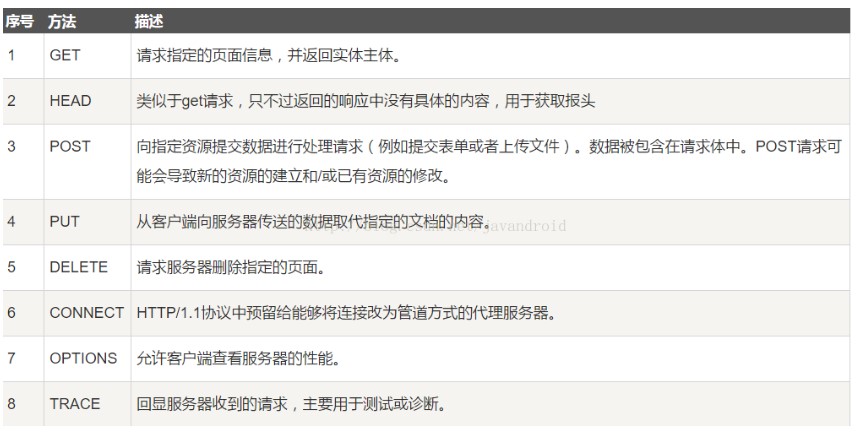 序号 方法 描述
1 GET 请求指定的页面信息，并返回实体主体。
2 HEAD 类似于get请求，只不过返回的响应中没有具体的内容，用于获取报头
3 POST 向指定资源提交数据进行处理请求（例如提交表单或者上传文件）。数据被包含在请求体中。POST请求可
能会导致新的资源的建立和/或已有资源的修改。
4 PUT 从客户端向服务器传送的数据取代指定的文档的内容。
javandroid
5 DELETE 请求服务器删除指定的页面。
6 CONNECT HTTP/1.1协议中预留给能够将连接改为管道方式的代理服务器。
7 OPTIONS 允许客户端查看服务器的性能。
8 TRACE 回显服务器收到的请求，主要用于测试或诊断。